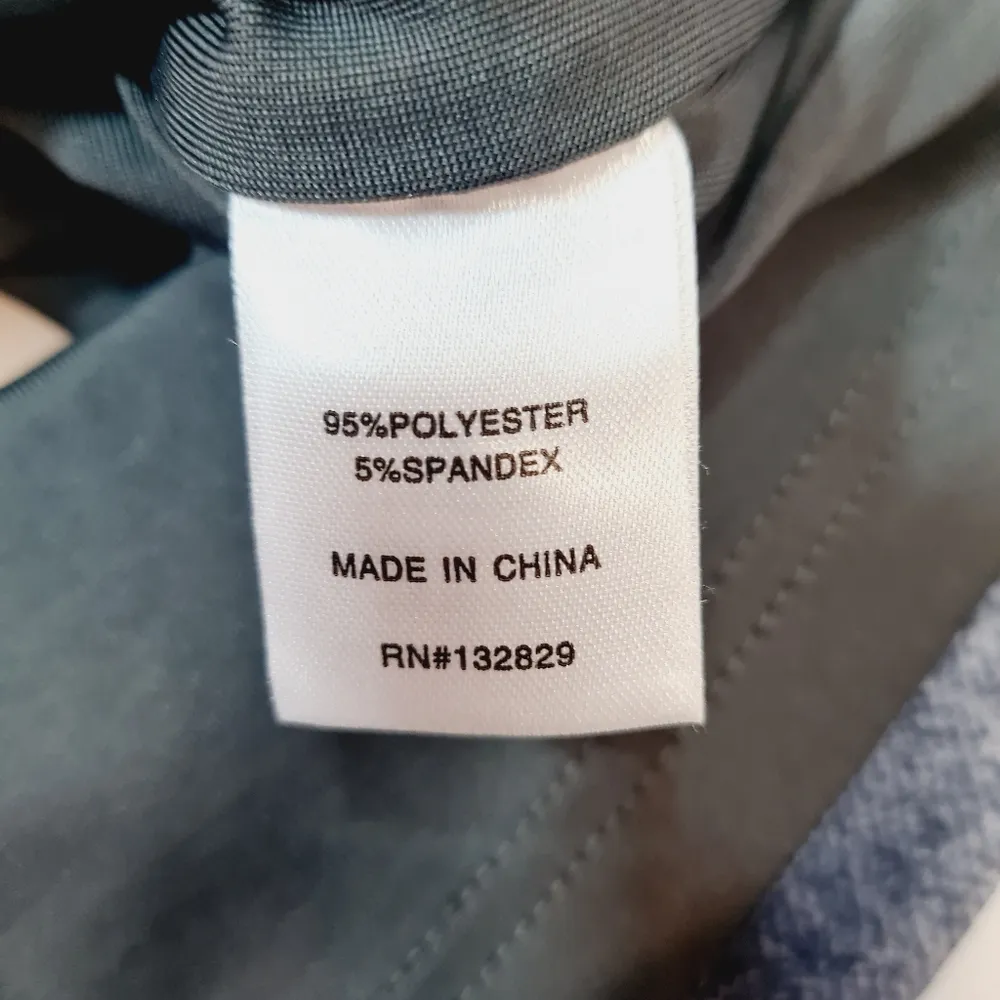 95%POLYESTER
5%SPANDEX
MADE IN CHINA
RN#132829